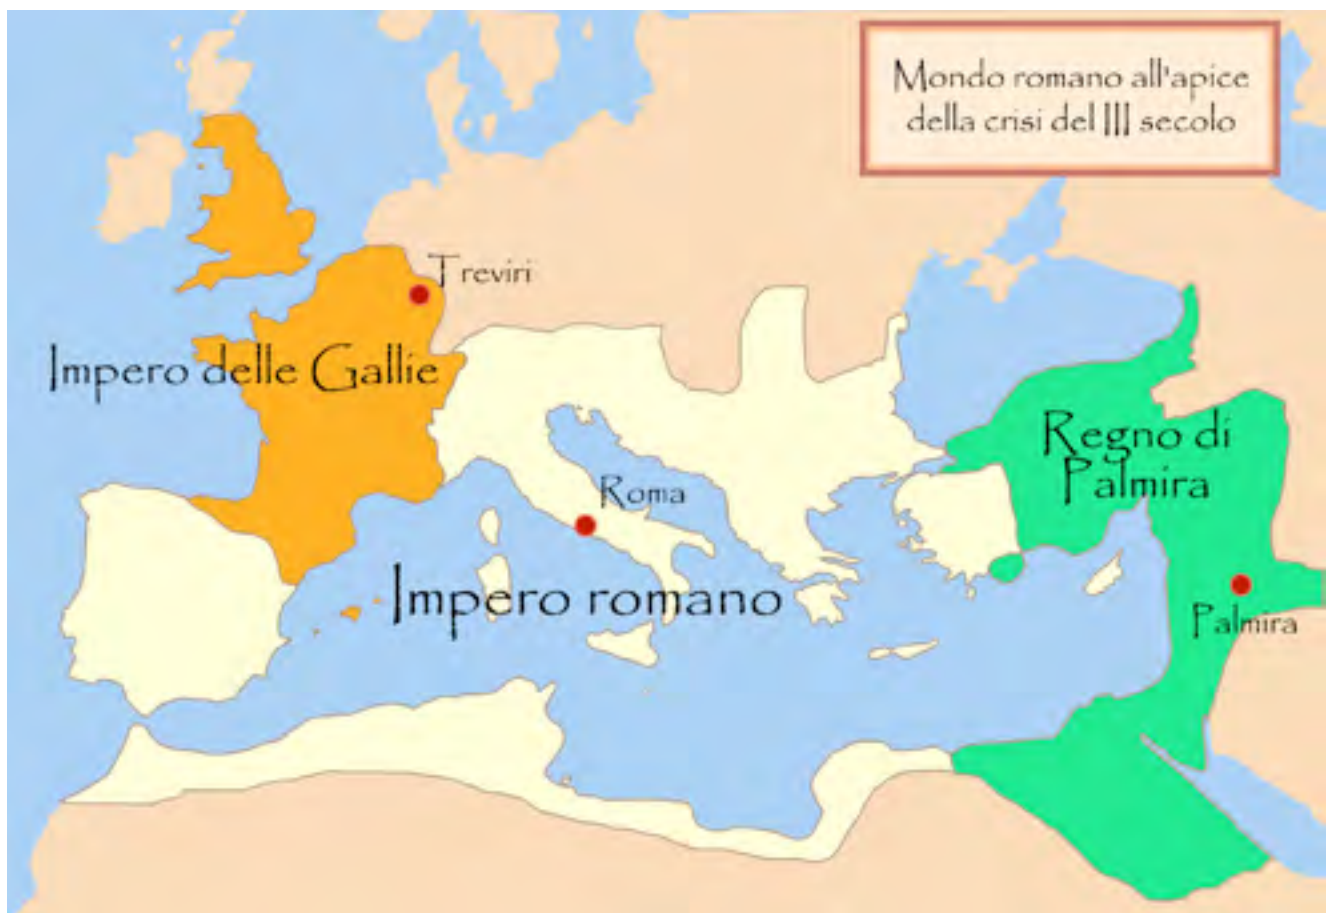 Mondo romano all'apice
della crisi del III secolo
Treviri
Impero delle Gallie
Regno di
Palmira
Roma
Impero romano
Palmira